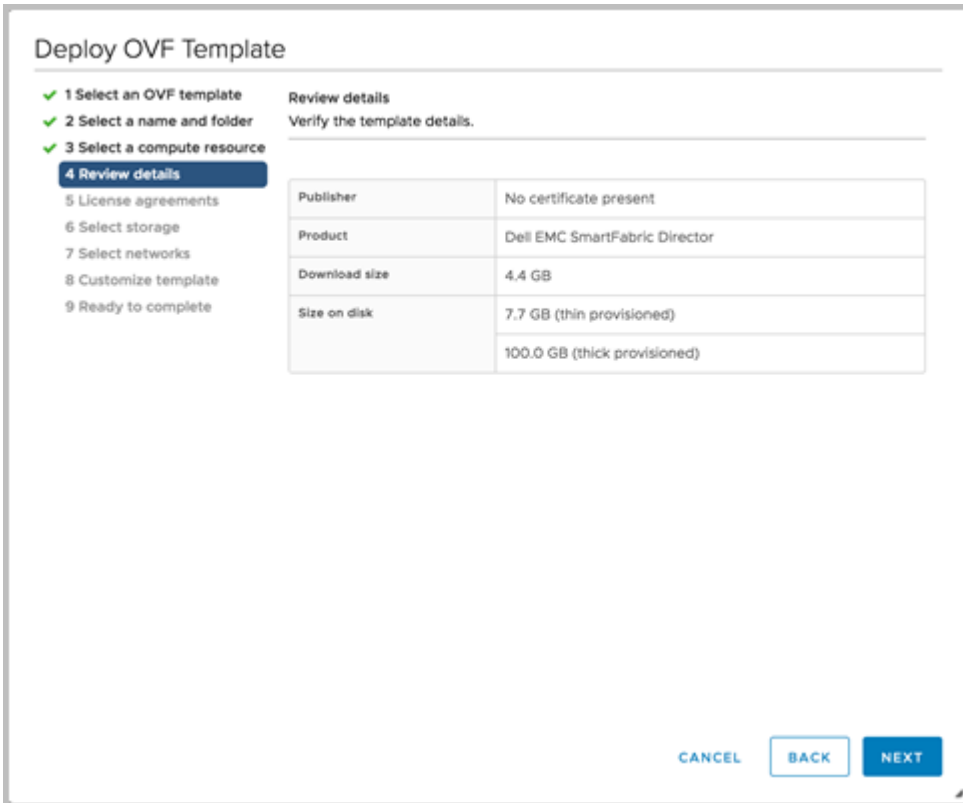 Deploy OVF Template
1 Select an OVF template
2 Select a name and folder
3 Select a compute resource
4 Review details
5 License agreements
6 Select storage
7 Select networks
8 Customize template
9 Ready to complete
Review details
Verify the template details.
Publisher No certificate present
Product Dell EMC SmartFabric Director
Download size 4.4 GB
Size on disk 7.7 GB (thin provisioned)
100.0 GB (thick provisioned)
CANCEL BACK NEXT